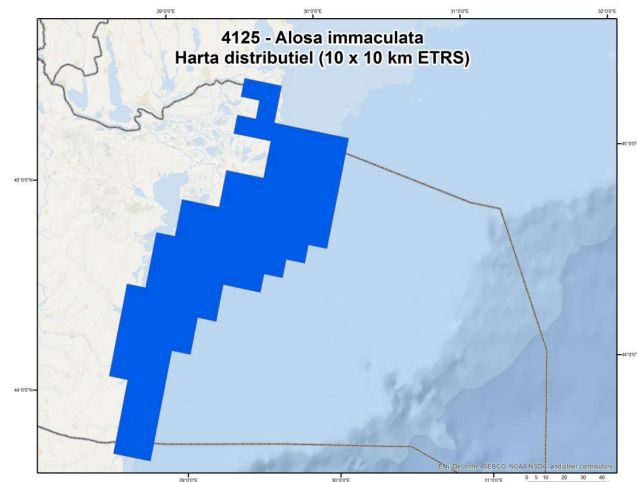 29°0'0"E 30°0'0"E 31°0'0"E 32°0'0"E
4125 - Alosa immaculata
Harta distributiei (10 x 10 km ETRS)
45°0'0"N
45°0'0"N
44°0'0"N
44°0'0"N
Esri, DeLorme, GEBCO, NOAA NGDC, and other contributors
29°0'0"E 30°0'0"E 31°0'0"E
0 5 10 20 30 40